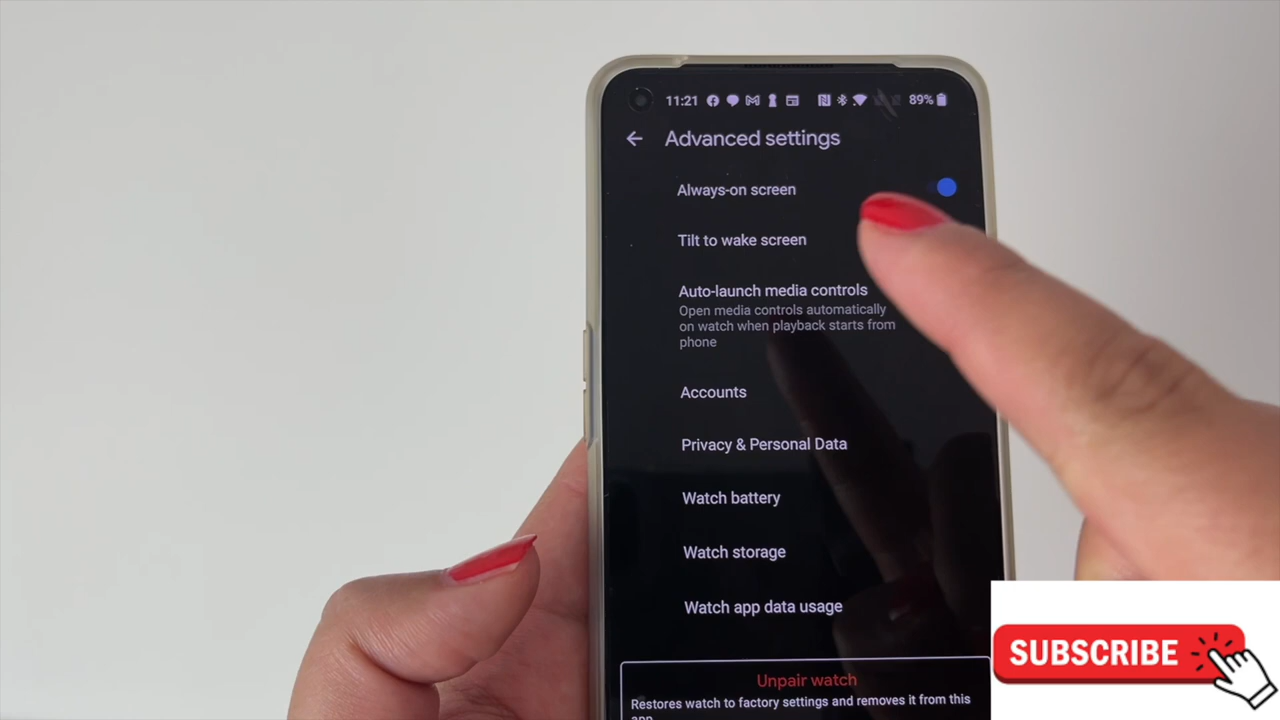 11:21 89%
Advanced settings
Always-on screen
Tilt to wake screen
Auto-launch media controls
Open media controls automatically
on watch when playback starts from
phone
Accounts
Privacy & Personal Data
Watch battery
Watch storage
Watch app data usage
SUBSCRIBE
Unpair watch
Restores watch to factory settings and removes it from this
app